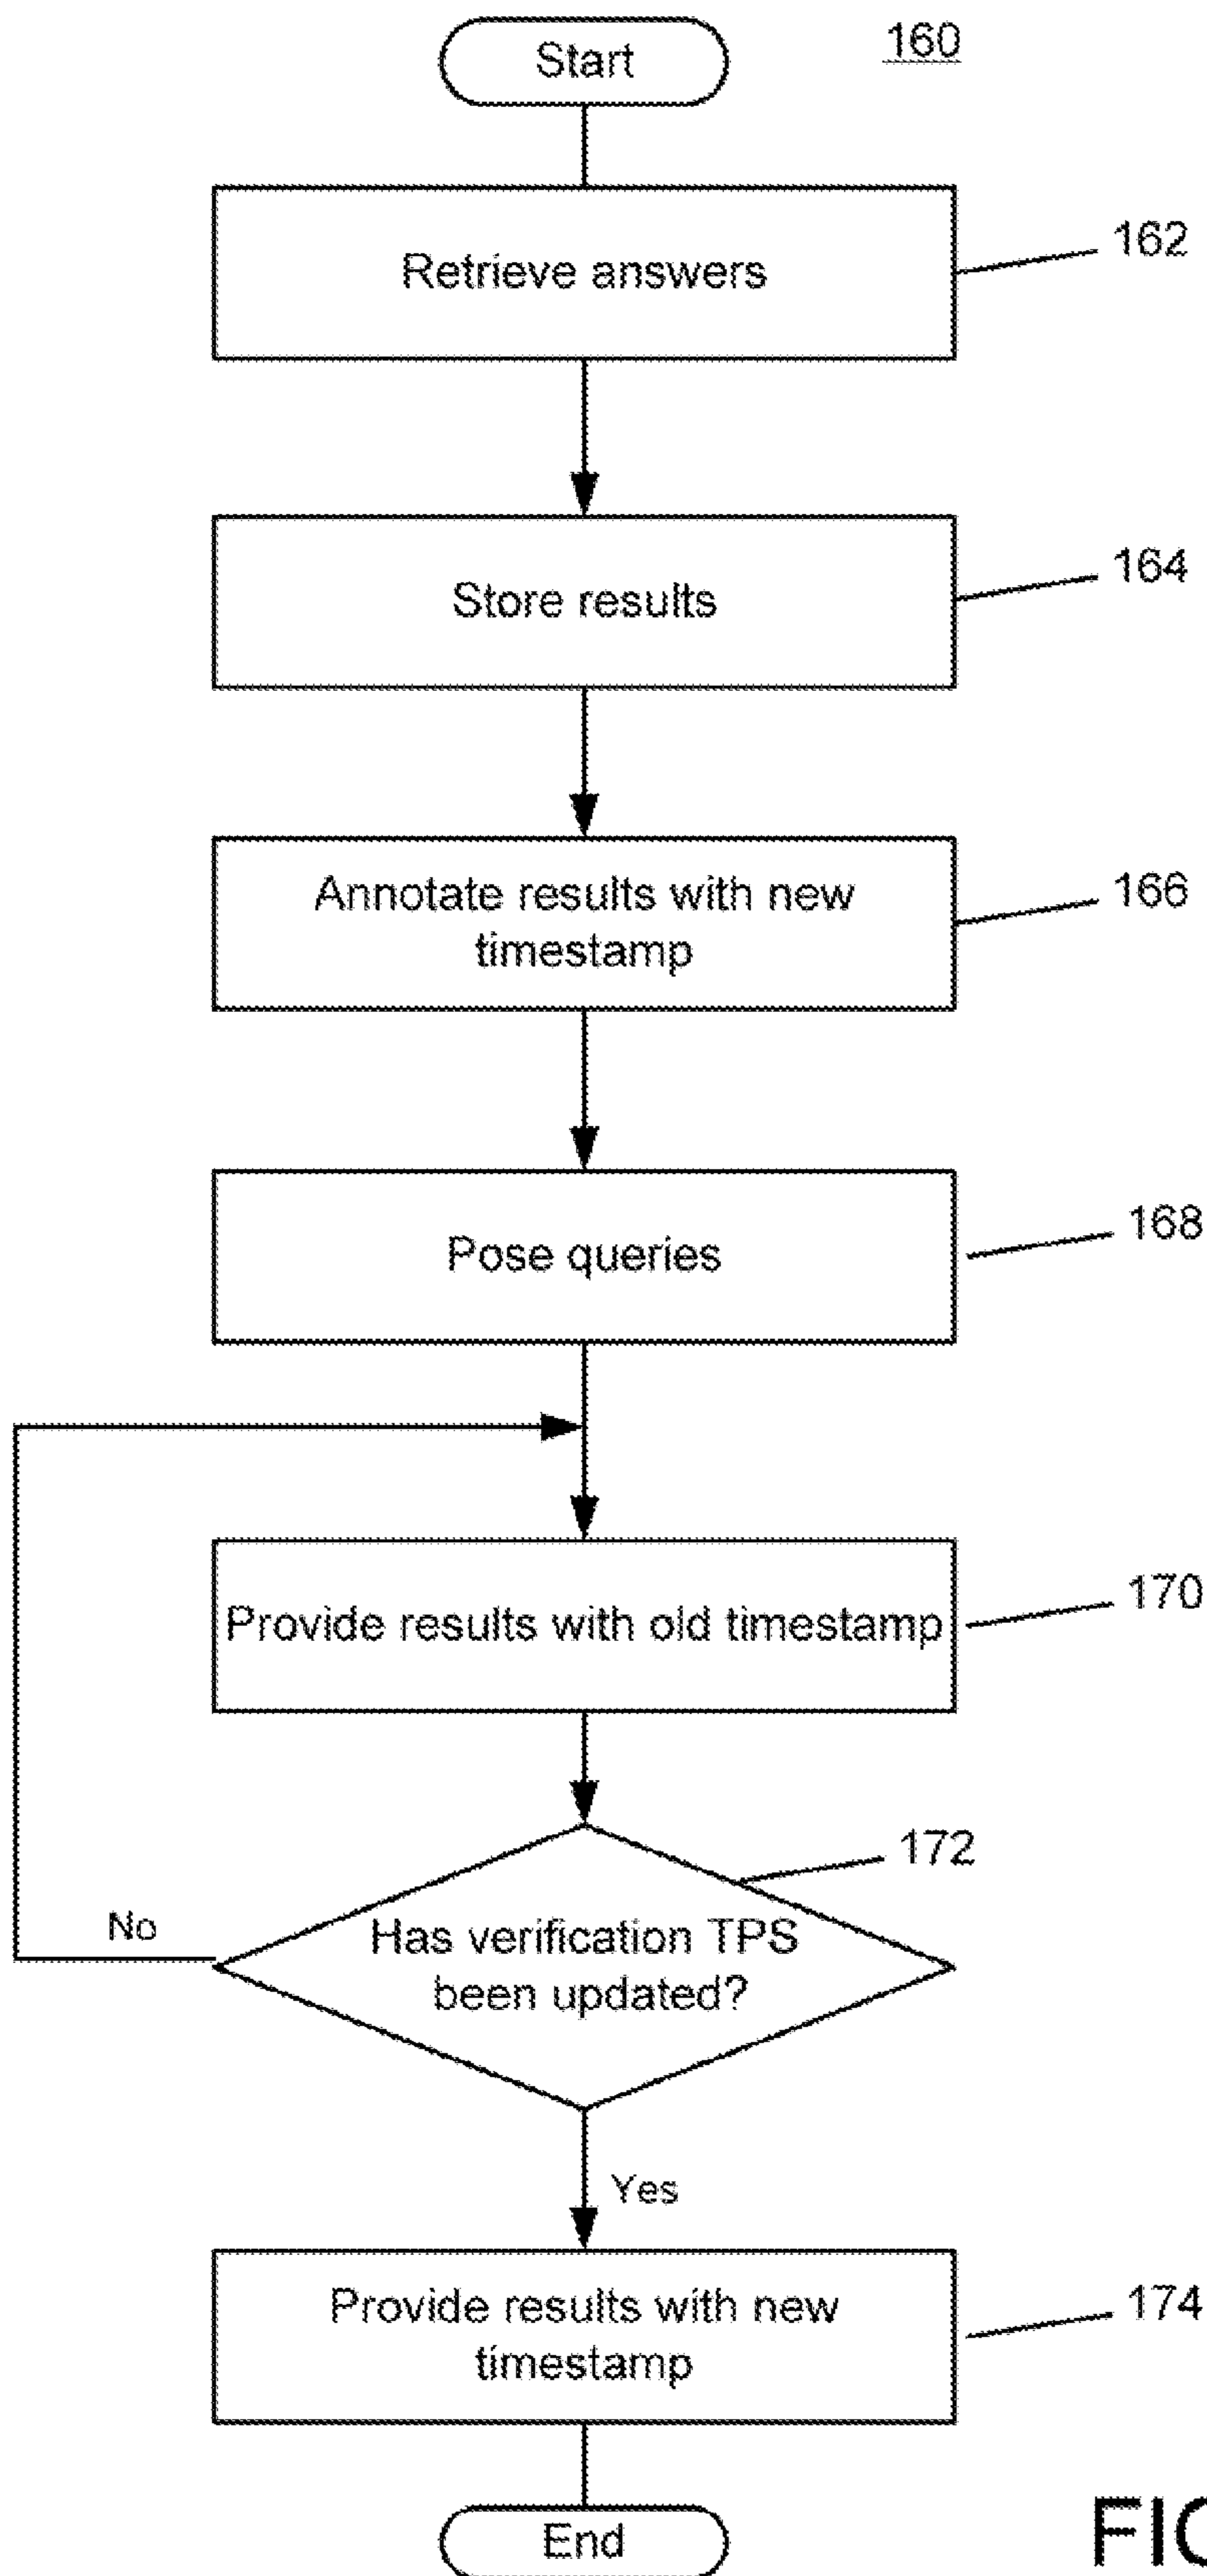 Start
160
Retrieve answers
162
Store results
164
Annotate results with new
timestamp
166
Pose queries
168
Provide results with old timestamp
170
172
Has verification TPS
been updated?
No
Yes
Provide results with new
timestamp
174
End